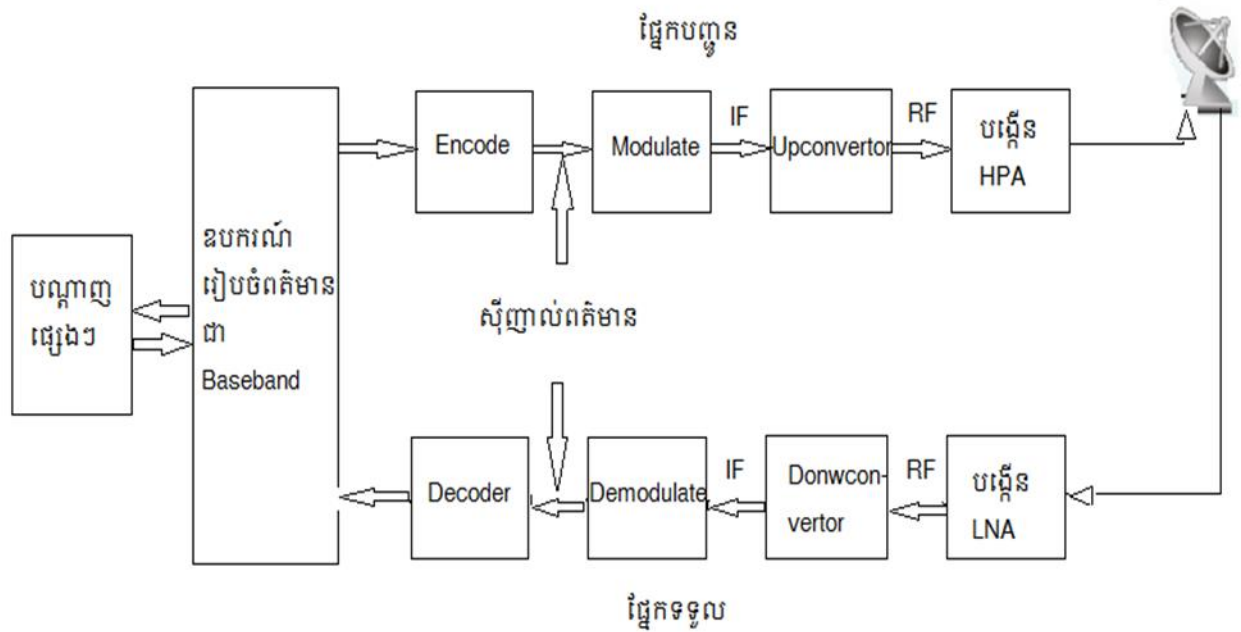 ផ្នែកបញ្ជូន
Encode
Modulate
IF
Upconvertor
RF
បង្កើន
HPA
បណ្តាញ
ផ្សេងៗ
ឧបករណ៍
រៀបចំពត៌មាន
ជា
Baseband
ស៊ីញាល់ពត៌មាន
Decoder
Demodulate
IF
Donwcon-
vertor
RF
បង្កើន
LNA
ផ្នែកទទួល